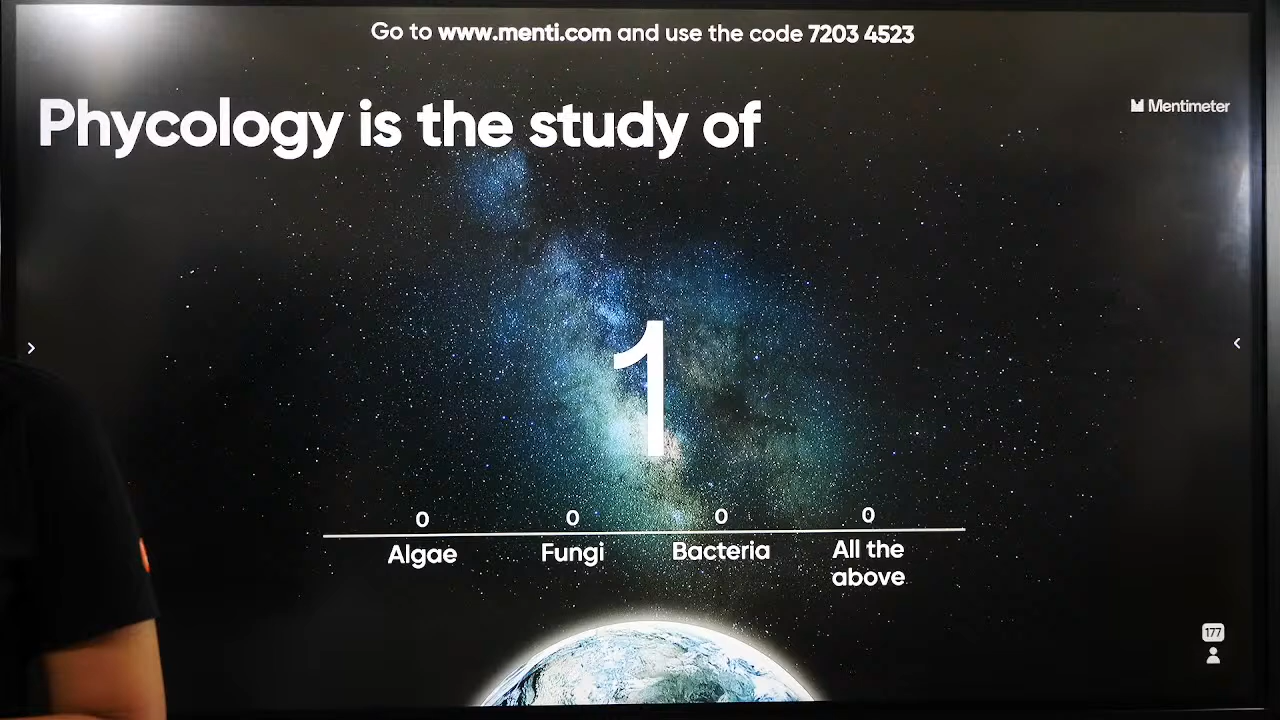 Go to www.menti.com and use the code 7203 4523
Mentimeter
Phycology is the study of
1
0 0 0 0
Algae Fungi Bacteria All the
above
177